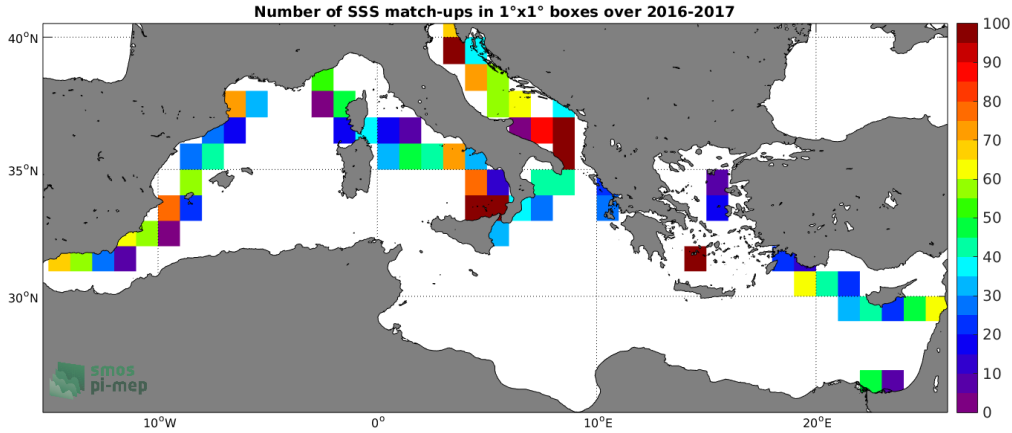 Number of SSS match-ups in 1°x1° boxes over 2016-2017
40°N
35°N
30°N
10°W
0°
10°E
20°E
100
90
80
70
60
50
40
30
20
10
0
smos
pi-mep